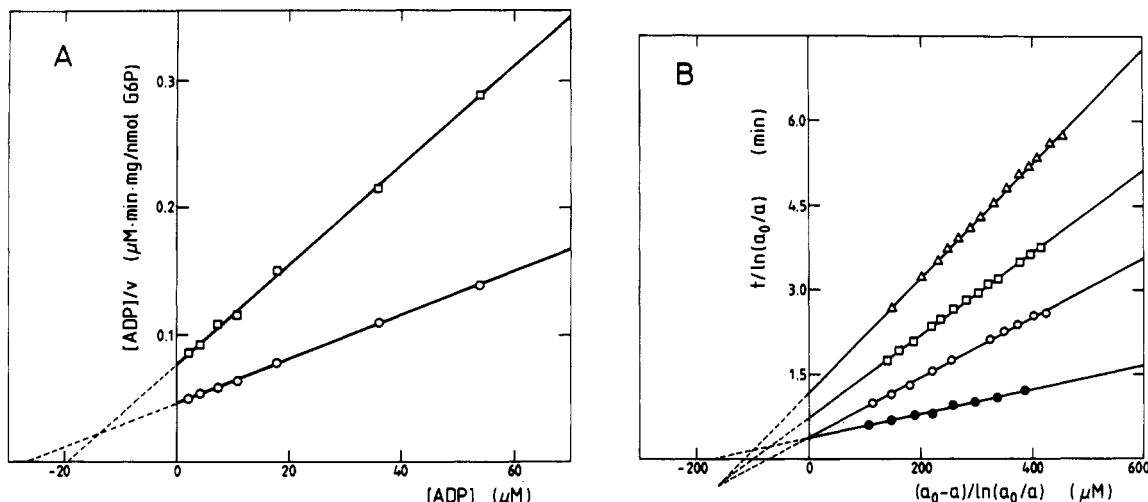 A
[ADP]/v (µM·min·mg/nmol G6P)
0.3
0.2
0.1
-20
0
20
40
60
[ADP] (µM)
B
t/ln(a₀/a) (min)
6.0
4.5
3.0
1.5
-200
0
200
400
600
(a₀-a)/ln(a₀/a) (µM)